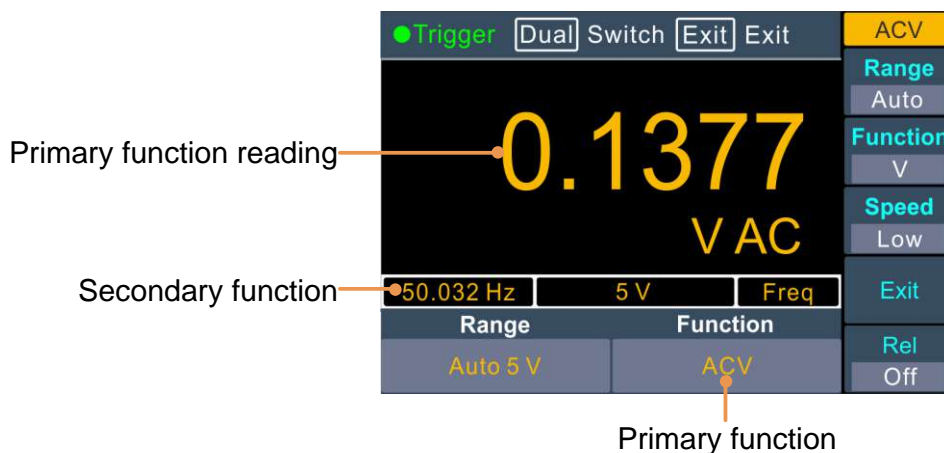 ●Trigger Dual Switch Exit Exit
ACV
Range
Auto
Function
V
Speed
Low
Exit
Rel
Off
Primary function reading
0.1377
V AC
Secondary function
50.032 Hz 5 V Freq
Range Function
Auto 5 V ACV
Primary function